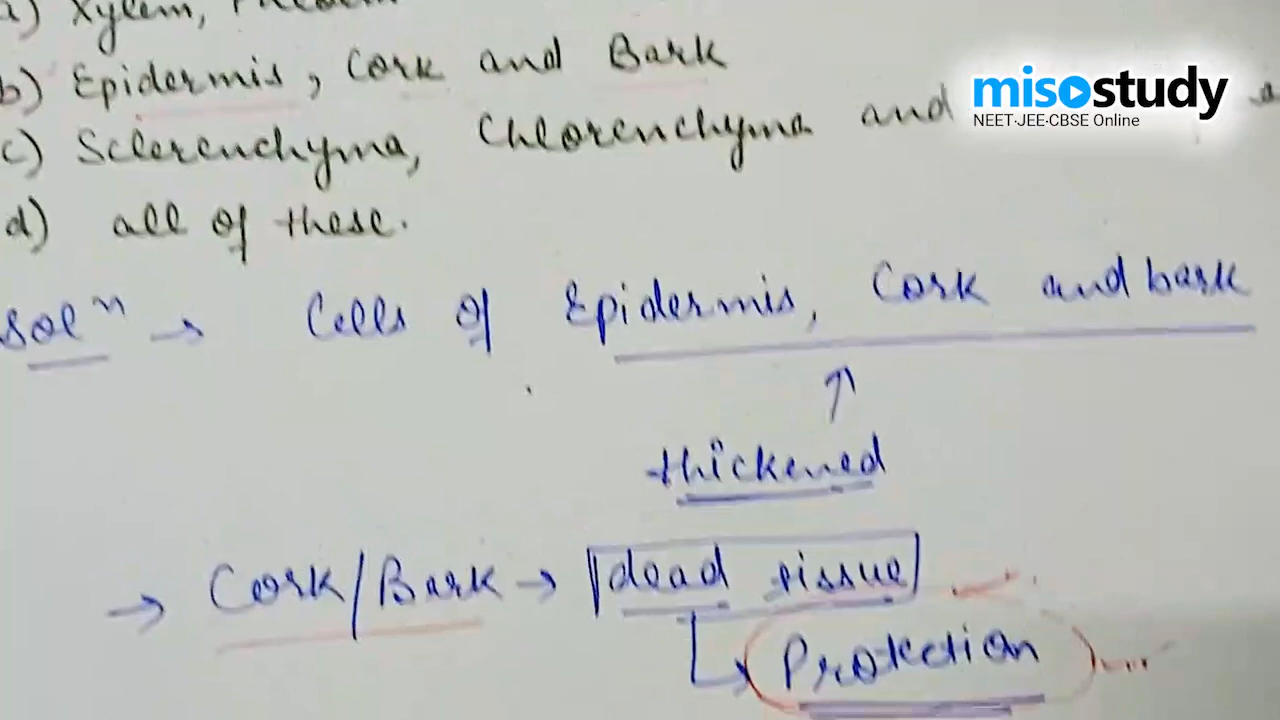 a) Xylem, Phloem
b) Epidermis, Cork and Bark
c) Sclerenchyma, Chlorenchyma and
d) all of these.
Solⁿ → Cells of Epidermis, Cork and bark
↑
thickened
→ Cork/Bark → dead tissue
Protection
misostudy
NEET-JEE-CBSE Online